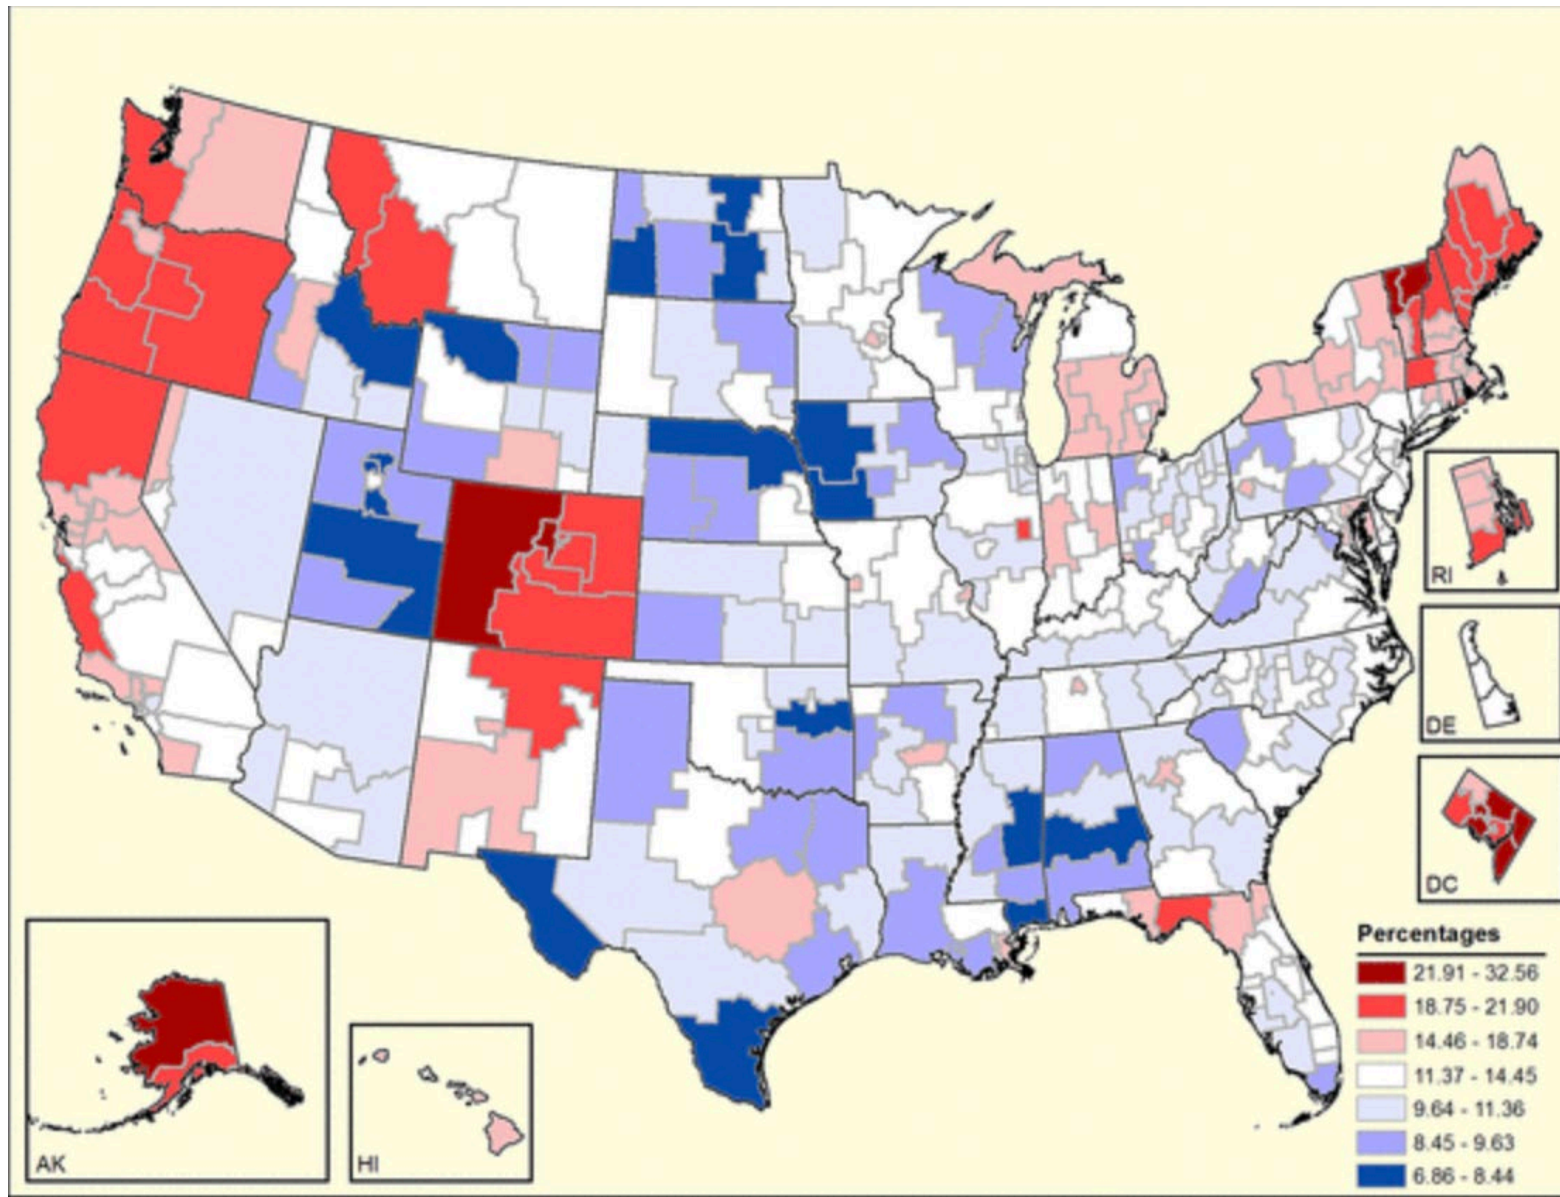 RI
DE
DC
AK
HI
Percentages
21.91 - 32.56
18.75 - 21.90
14.46 - 18.74
11.37 - 14.45
9.64 - 11.36
8.45 - 9.63
6.86 - 8.44